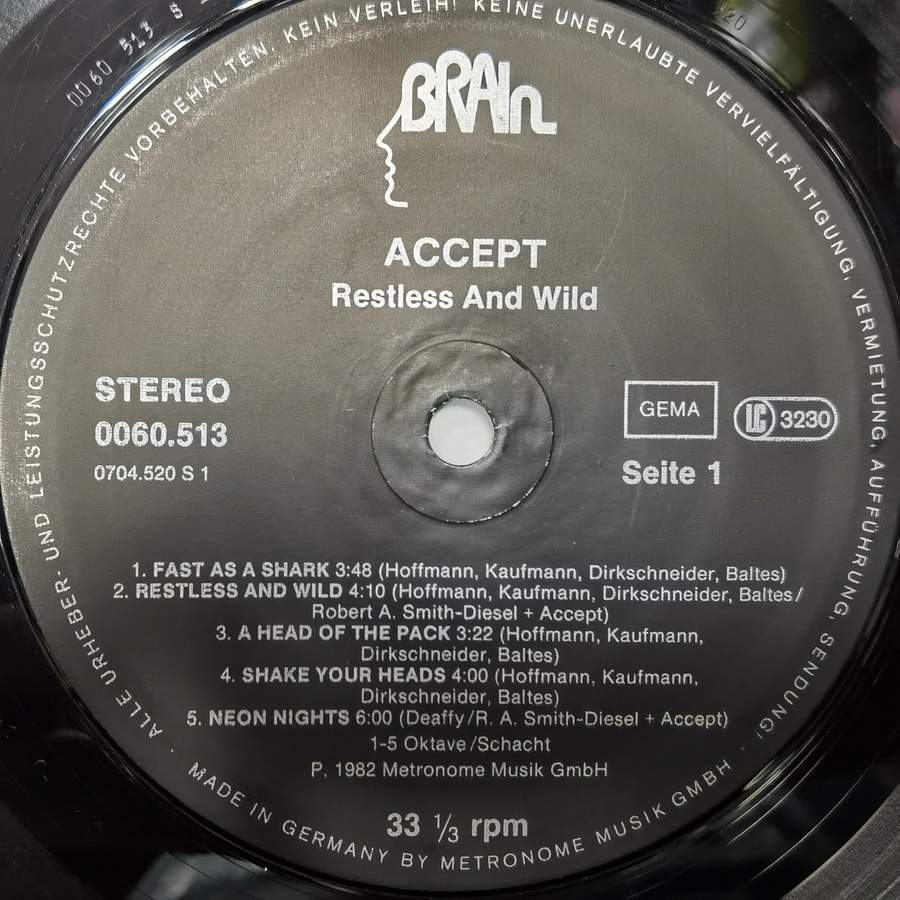 0060 513 S
20
ALLE URHEBER- UND LEISTUNGSSCHUTZRECHTE VORBEHALTEN. KEIN VERLEIH! KEINE UNERLAUBTE VERVIELFÄLTIGUNG, VERMIETUNG, AUFFÜHRUNG, SENDUNG!
BRAIN
ACCEPT
Restless And Wild
STEREO
0060.513
0704.520 S 1
GEMA
LC 3230
Seite 1
1. FAST AS A SHARK 3:48 (Hoffmann, Kaufmann, Dirkschneider, Baltes)
2. RESTLESS AND WILD 4:10 (Hoffmann, Kaufmann, Dirkschneider, Baltes/
Robert A. Smith-Diesel + Accept)
3. A HEAD OF THE PACK 3:22 (Hoffmann, Kaufmann,
Dirkschneider, Baltes)
4. SHAKE YOUR HEADS 4:00 (Hoffmann, Kaufmann,
Dirkschneider, Baltes)
5. NEON NIGHTS 6:00 (Deaffy/R. A. Smith-Diesel + Accept)
1-5 Oktave/Schacht
P, 1982 Metronome Musik GmbH
33 1/3 rpm
MADE IN GERMANY BY METRONOME MUSIK GMBH